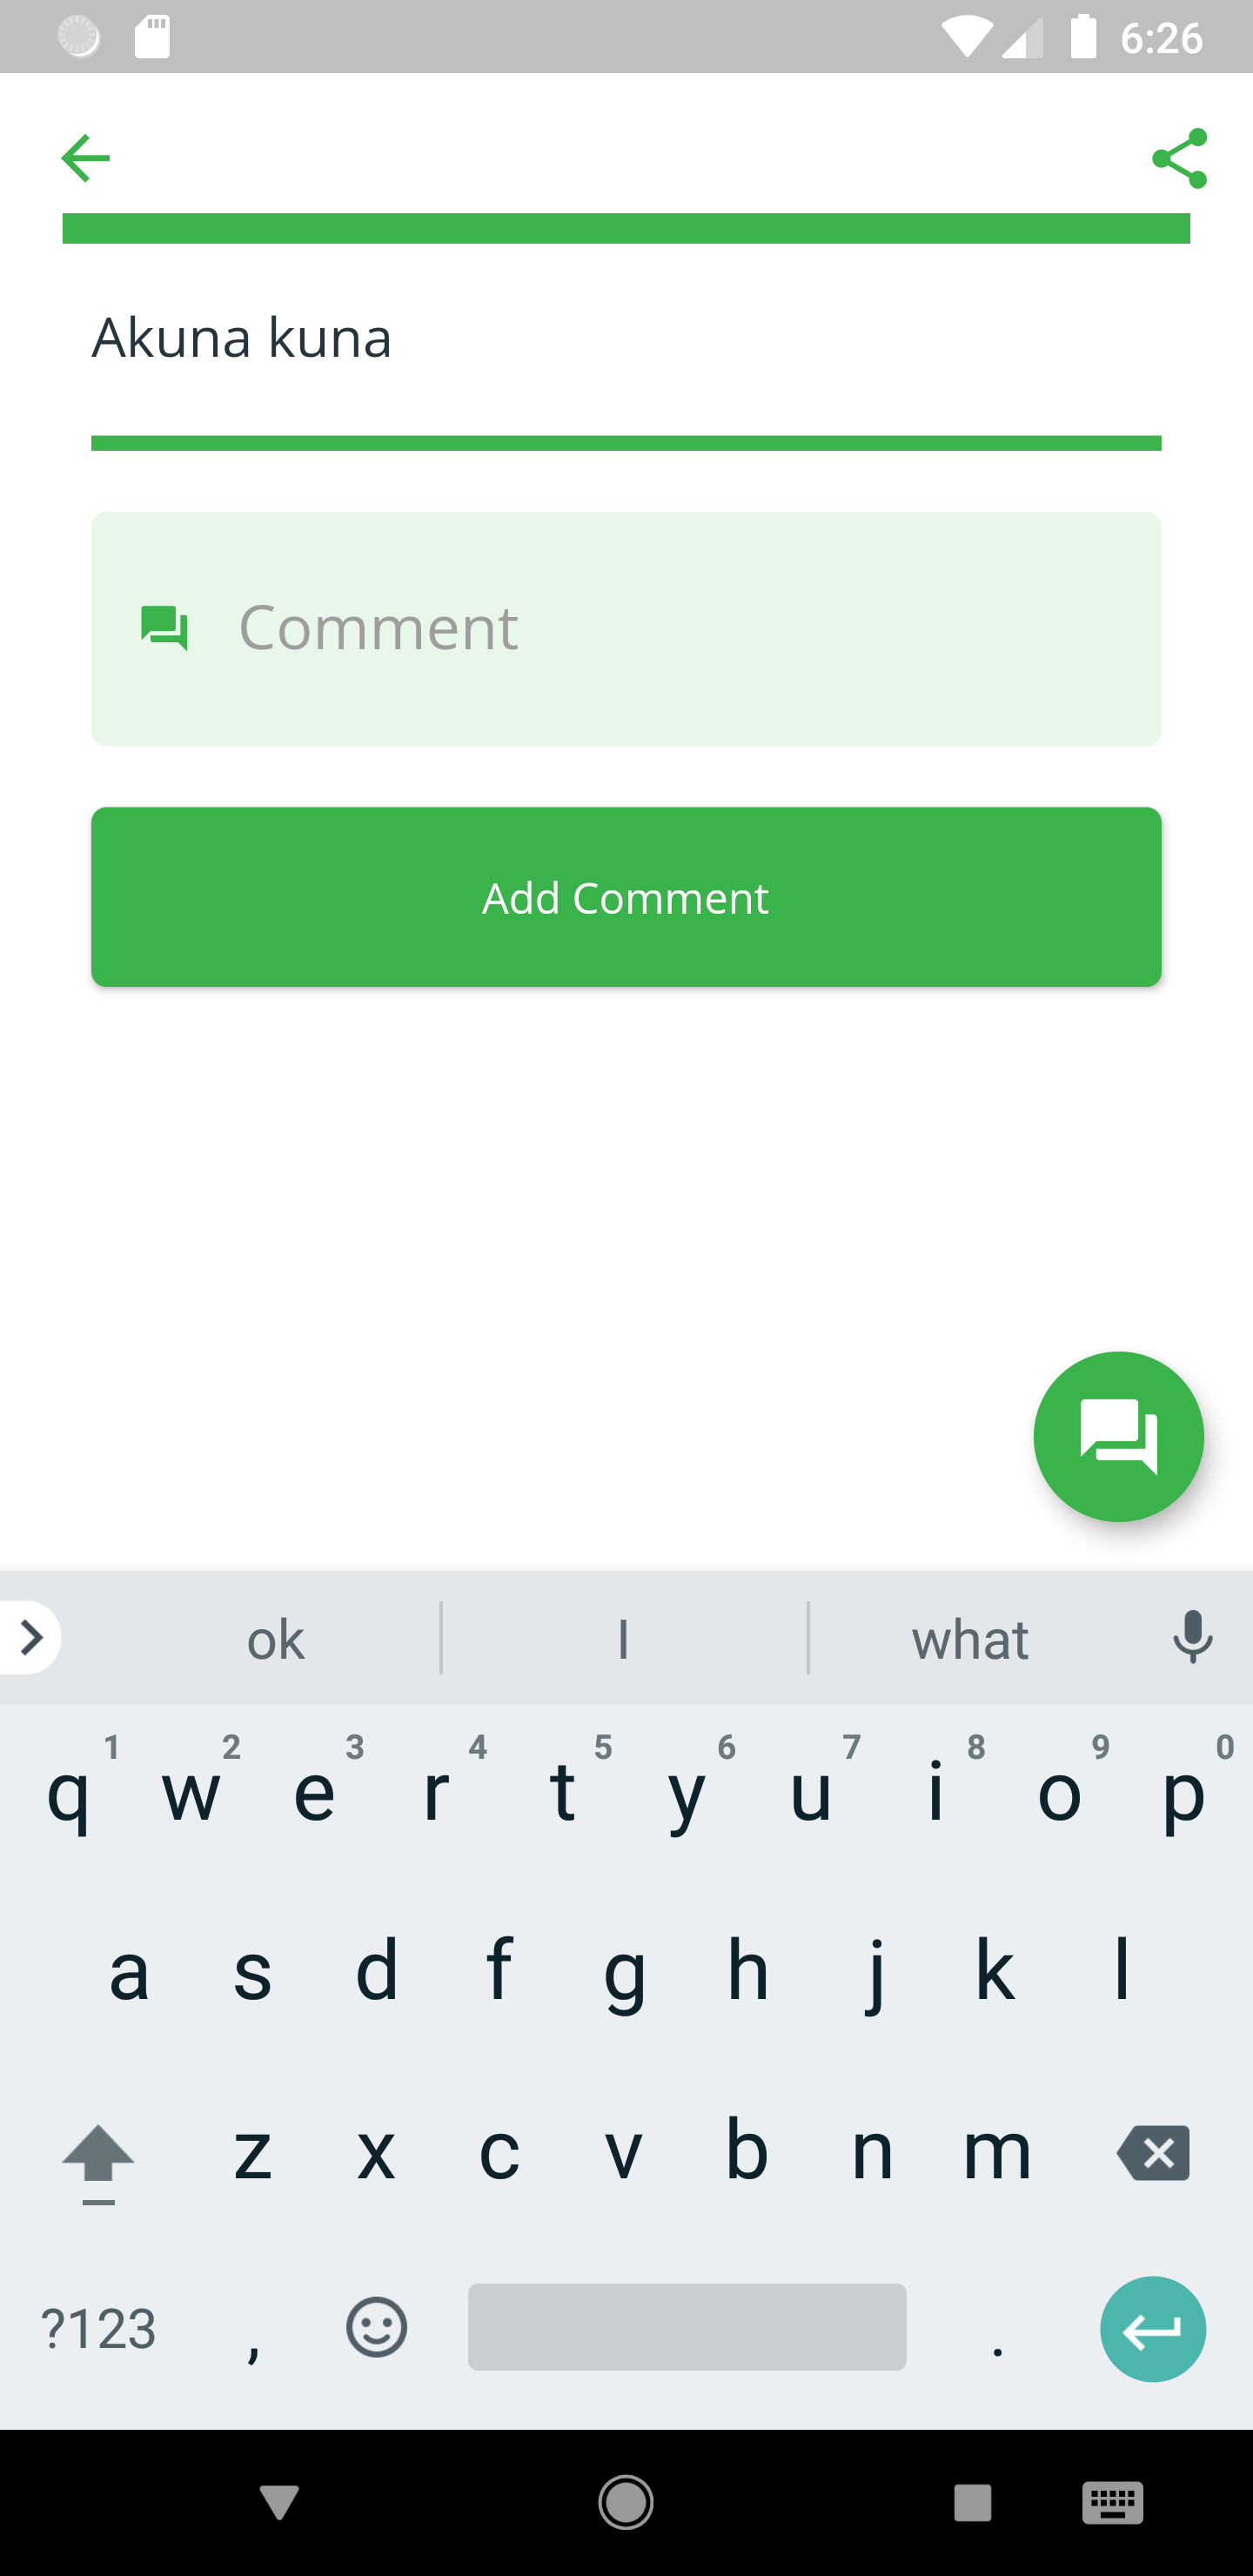 6:26
Akuna kuna
Comment
Add Comment
ok I what
1 2 3 4 5 6 7 8 9 0
q w e r t y u i o p
a s d f g h j k l
z x c v b n m
?123 , .